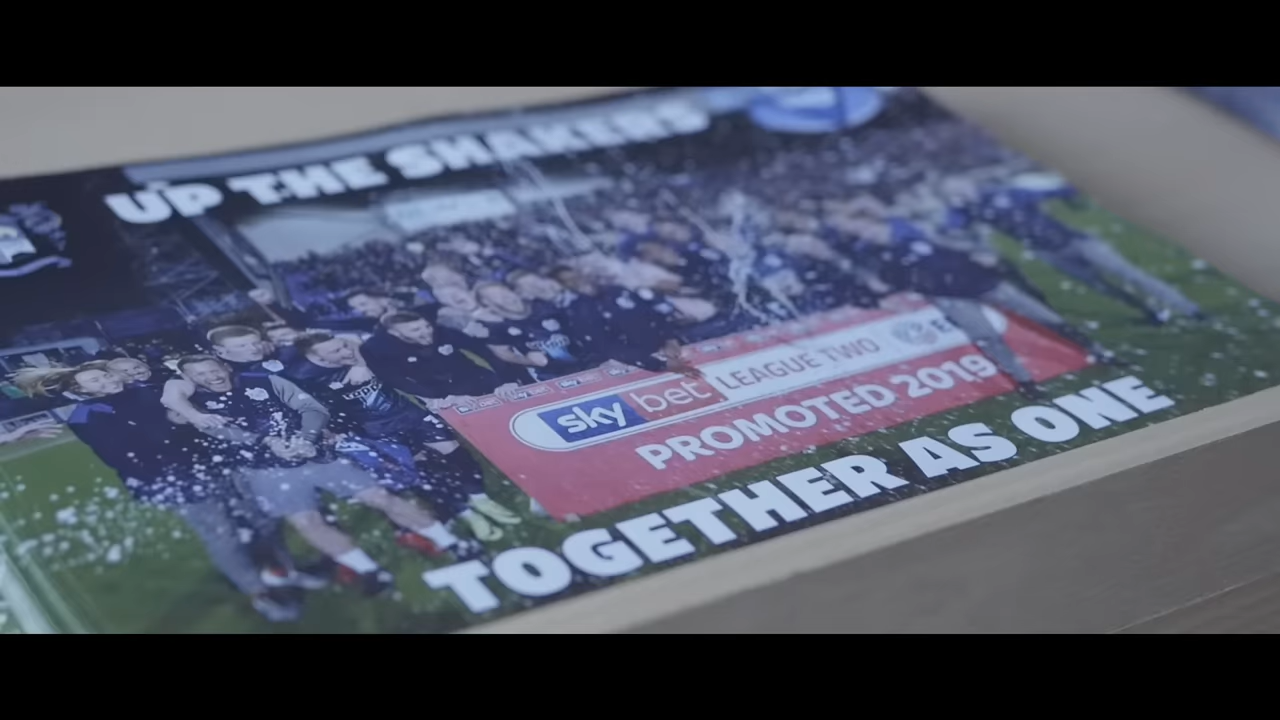 UP THE SHAKERS
sky bet LEAGUE TWO
PROMOTED 2019
TOGETHER AS ONE